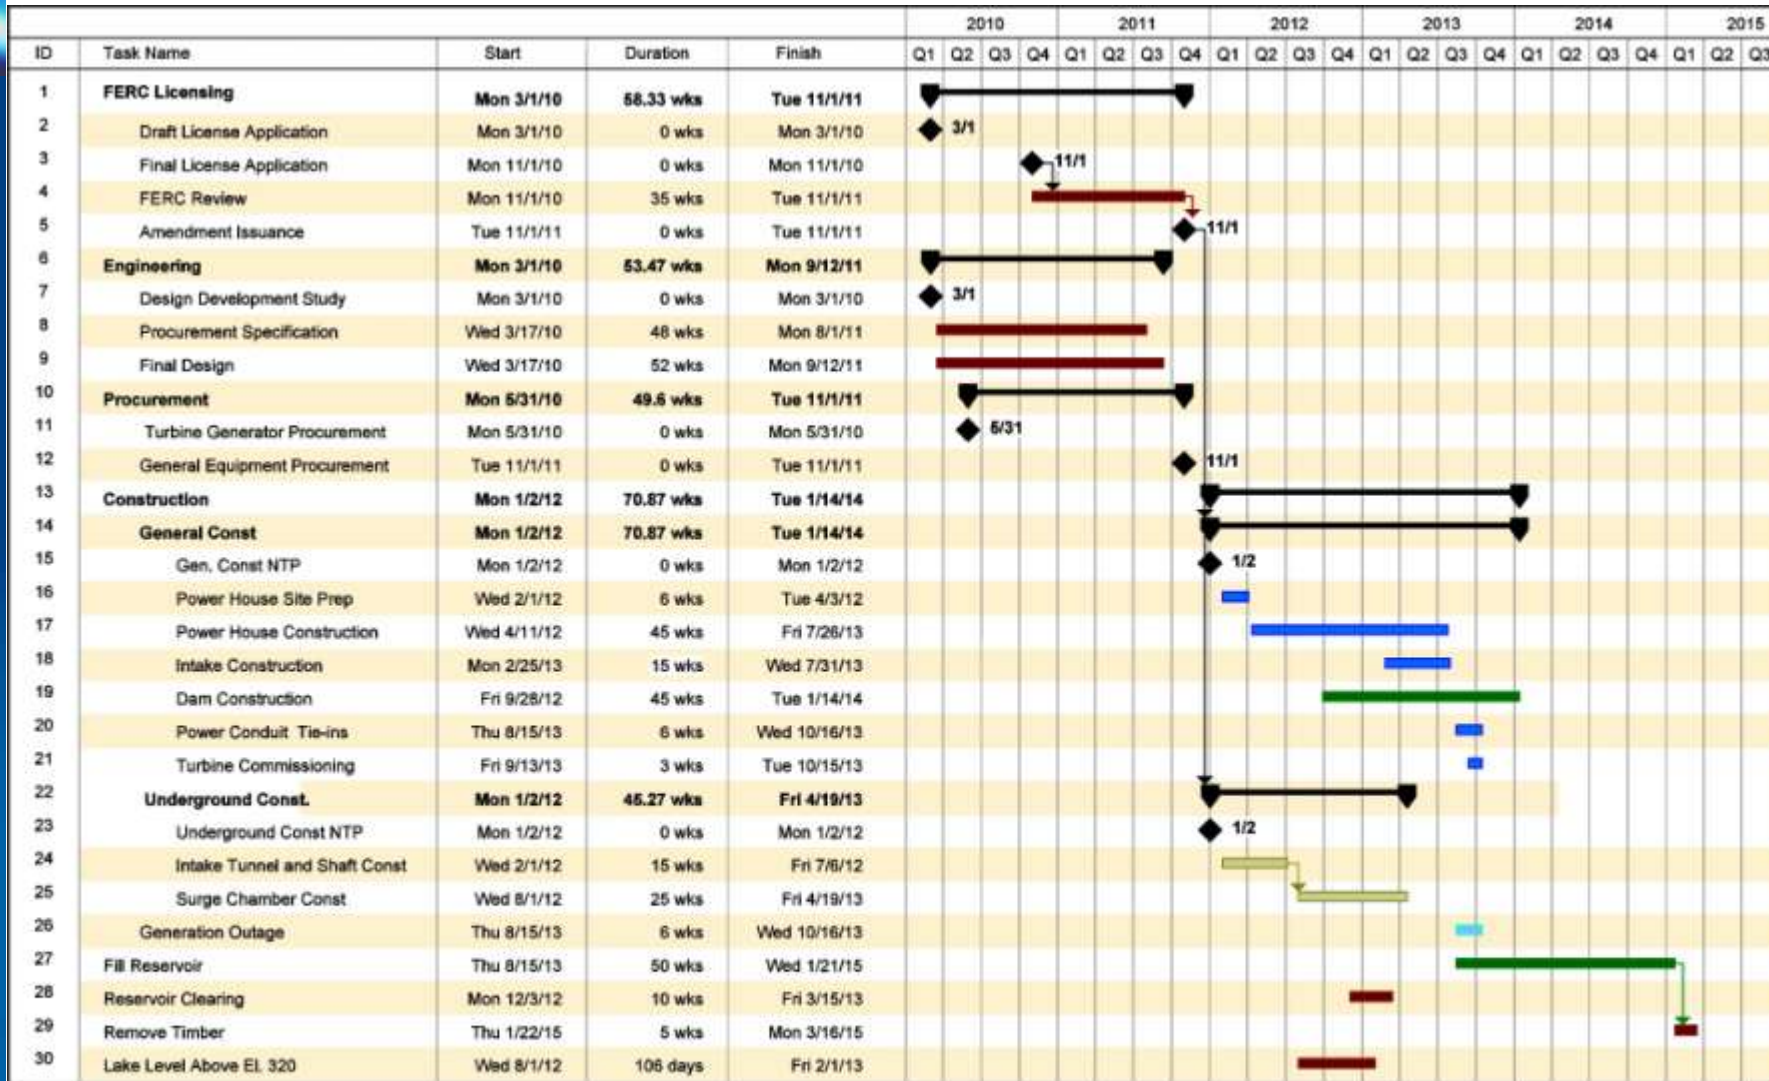 2010 2011 2012 2013 2014 2015
ID Task Name Start Duration Finish Q1 Q2 Q3 Q4 Q1 Q2 Q3 Q4 Q1 Q2 Q3 Q4 Q1 Q2 Q3 Q4 Q1 Q2 Q3 Q4 Q1 Q2 Q3
1 FERC Licensing Mon 3/1/10 58.33 wks Tue 11/1/11
2 Draft License Application Mon 3/1/10 0 wks Mon 3/1/10 3/1
3 Final License Application Mon 11/1/10 0 wks Mon 11/1/10 11/1
4 FERC Review Mon 11/1/10 35 wks Tue 11/1/11
5 Amendment Issuance Tue 11/1/11 0 wks Tue 11/1/11 11/1
6 Engineering Mon 3/1/10 53.47 wks Mon 9/12/11
7 Design Development Study Mon 3/1/10 0 wks Mon 3/1/10 3/1
8 Procurement Specification Wed 3/17/10 48 wks Mon 8/1/11
9 Final Design Wed 3/17/10 52 wks Mon 9/12/11
10 Procurement Mon 5/31/10 49.6 wks Tue 11/1/11
11 Turbine Generator Procurement Mon 5/31/10 0 wks Mon 5/31/10 5/31
12 General Equipment Procurement Tue 11/1/11 0 wks Tue 11/1/11 11/1
13 Construction Mon 1/2/12 70.87 wks Tue 1/14/14
14 General Const Mon 1/2/12 70.87 wks Tue 1/14/14
15 Gen. Const NTP Mon 1/2/12 0 wks Mon 1/2/12 1/2
16 Power House Site Prep Wed 2/1/12 6 wks Tue 4/3/12
17 Power House Construction Wed 4/11/12 45 wks Fri 7/26/13
18 Intake Construction Mon 2/25/13 15 wks Wed 7/31/13
19 Dam Construction Fri 9/28/12 45 wks Tue 1/14/14
20 Power Conduit Tie-ins Thu 8/15/13 6 wks Wed 10/16/13
21 Turbine Commissioning Fri 9/13/13 3 wks Tue 10/15/13
22 Underground Const. Mon 1/2/12 45.27 wks Fri 4/19/13
23 Underground Const NTP Mon 1/2/12 0 wks Mon 1/2/12 1/2
24 Intake Tunnel and Shaft Const Wed 2/1/12 15 wks Fri 7/6/12
25 Surge Chamber Const Wed 8/1/12 25 wks Fri 4/19/13
26 Generation Outage Thu 8/15/13 6 wks Wed 10/16/13
27 Fill Reservoir Thu 8/15/13 50 wks Wed 1/21/15
28 Reservoir Clearing Mon 12/3/12 10 wks Fri 3/15/13
29 Remove Timber Thu 1/22/15 5 wks Mon 3/16/15
30 Lake Level Above El. 320 Wed 8/1/12 106 days Fri 2/1/13